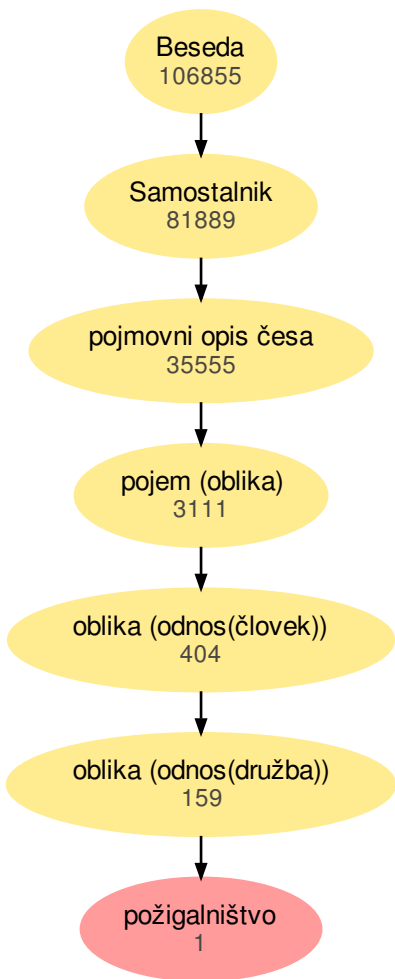 Beseda
106855
Samostalnik
81889
pojmovni opis česa
35555
pojem (oblika)
3111
oblika (odnos(človek))
404
oblika (odnos(družba))
159
požigalništvo
1